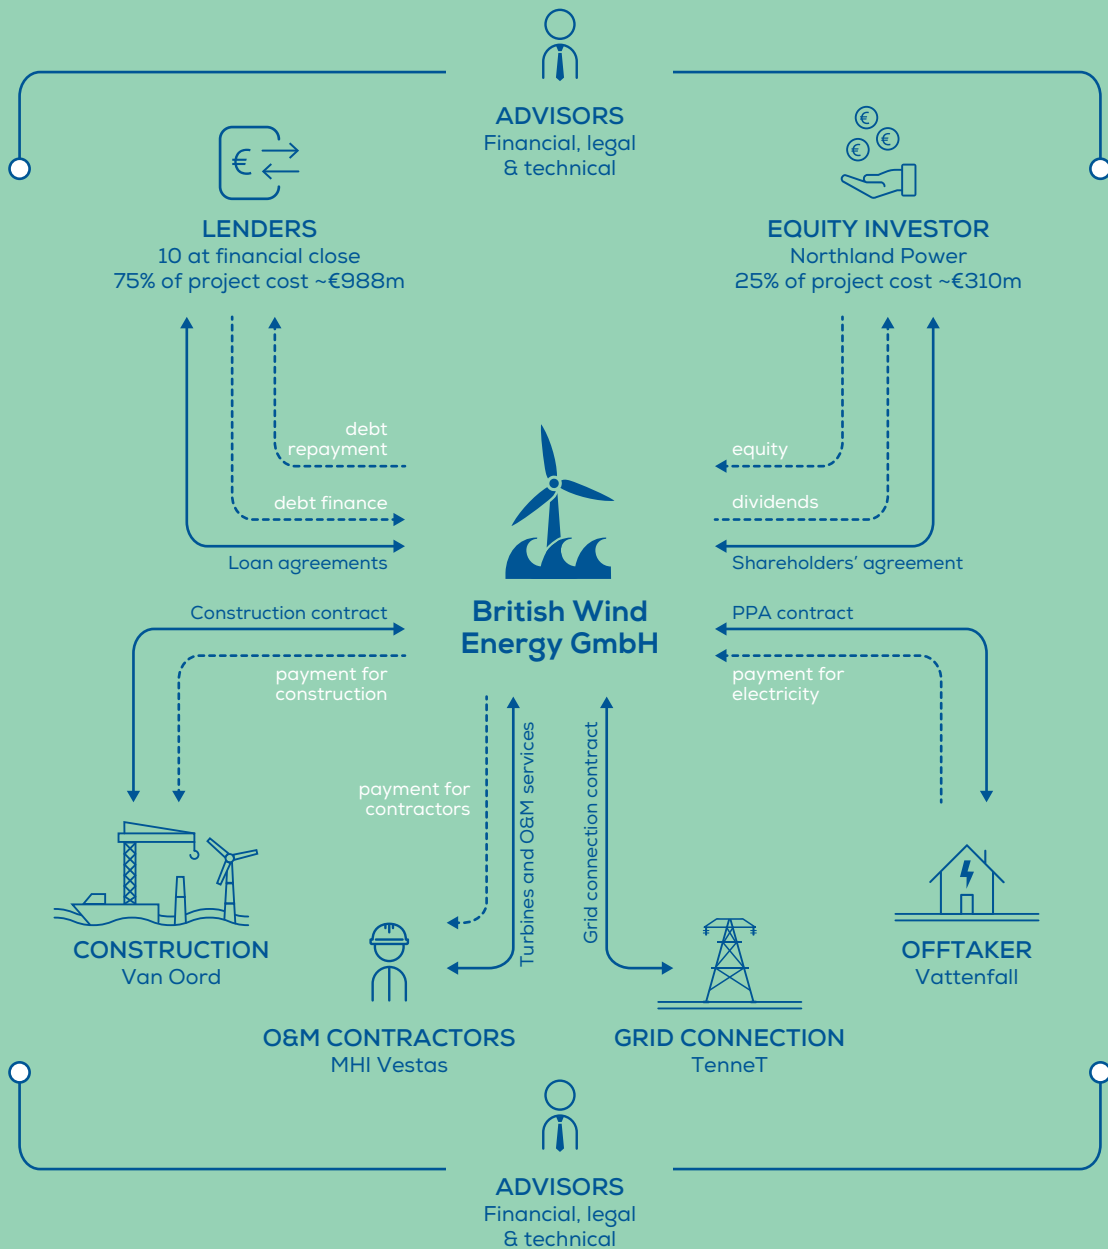 ADVISORS
Financial, legal
& technical
LENDERS
10 at financial close
75% of project cost ~€988m
EQUITY INVESTOR
Northland Power
25% of project cost ~€310m
debt
repayment
debt finance
Loan agreements
equity
dividends
Shareholders’ agreement
British Wind
Energy GmbH
Construction contract
payment for
construction
PPA contract
payment for
electricity
payment for
contractors
Turbines and O&M services
Grid connection contract
CONSTRUCTION
Van Oord
O&M CONTRACTORS
MHI Vestas
GRID CONNECTION
TenneT
OFFTAKER
Vattenfall
ADVISORS
Financial, legal
& technical